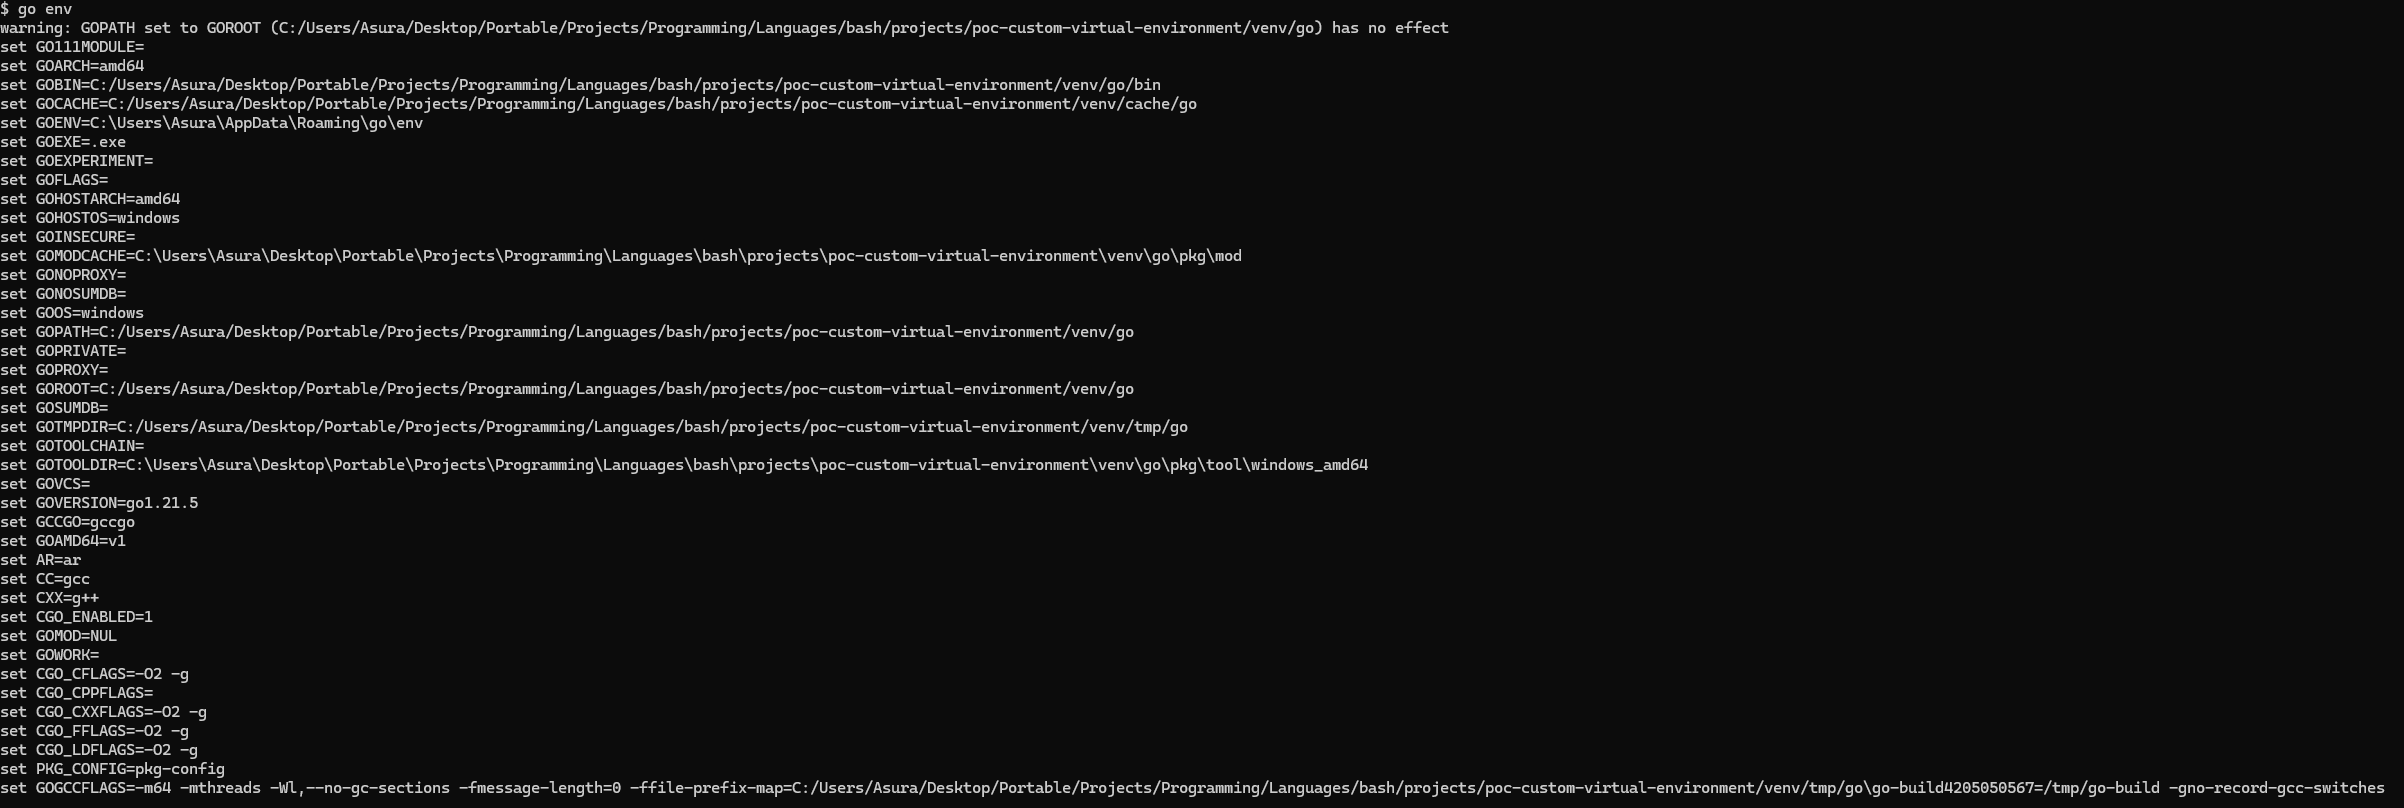 $ go env
warning: GOPATH set to GOROOT (C:/Users/Asura/Desktop/Portable/Projects/Programming/Languages/bash/projects/poc-custom-virtual-environment/venv/go) has no effect
set GO111MODULE=
set GOARCH=amd64
set GOBIN=C:/Users/Asura/Desktop/Portable/Projects/Programming/Languages/bash/projects/poc-custom-virtual-environment/venv/go/bin
set GOCACHE=C:/Users/Asura/Desktop/Portable/Projects/Programming/Languages/bash/projects/poc-custom-virtual-environment/venv/cache/go
set GOENV=C:\Users\Asura\AppData\Roaming\go\env
set GOEXE=.exe
set GOEXPERIMENT=
set GOFLAGS=
set GOHOSTARCH=amd64
set GOHOSTOS=windows
set GOINSECURE=
set GOMODCACHE=C:\Users\Asura\Desktop\Portable\Projects\Programming\Languages\bash\projects\poc-custom-virtual-environment\venv\go\pkg\mod
set GONOPROXY=
set GONOSUMDB=
set GOOS=windows
set GOPATH=C:/Users/Asura/Desktop/Portable/Projects/Programming/Languages/bash/projects/poc-custom-virtual-environment/venv/go
set GOPRIVATE=
set GOPROXY=
set GOROOT=C:/Users/Asura/Desktop/Portable/Projects/Programming/Languages/bash/projects/poc-custom-virtual-environment/venv/go
set GOSUMDB=
set GOTMPDIR=C:/Users/Asura/Desktop/Portable/Projects/Programming/Languages/bash/projects/poc-custom-virtual-environment/venv/tmp/go
set GOTOOLCHAIN=
set GOTOOLDIR=C:\Users\Asura\Desktop\Portable\Projects\Programming\Languages\bash\projects\poc-custom-virtual-environment\venv\go\pkg\tool\windows_amd64
set GOVCS=
set GOVERSION=go1.21.5
set GCCGO=gccgo
set GOAMD64=v1
set AR=ar
set CC=gcc
set CXX=g++
set CGO_ENABLED=1
set GOMOD=NUL
set GOWORK=
set CGO_CFLAGS=-O2 -g
set CGO_CPPFLAGS=
set CGO_CXXFLAGS=-O2 -g
set CGO_FFLAGS=-O2 -g
set CGO_LDFLAGS=-O2 -g
set PKG_CONFIG=pkg-config
set GOGCCFLAGS=-m64 -mthreads -Wl,--no-gc-sections -fmessage-length=0 -ffile-prefix-map=C:/Users/Asura/Desktop/Portable/Projects/Programming/Languages/bash/projects/poc-custom-virtual-environment/venv/tmp/go\go-build4205050567=/tmp/go-build -gno-record-gcc-switches